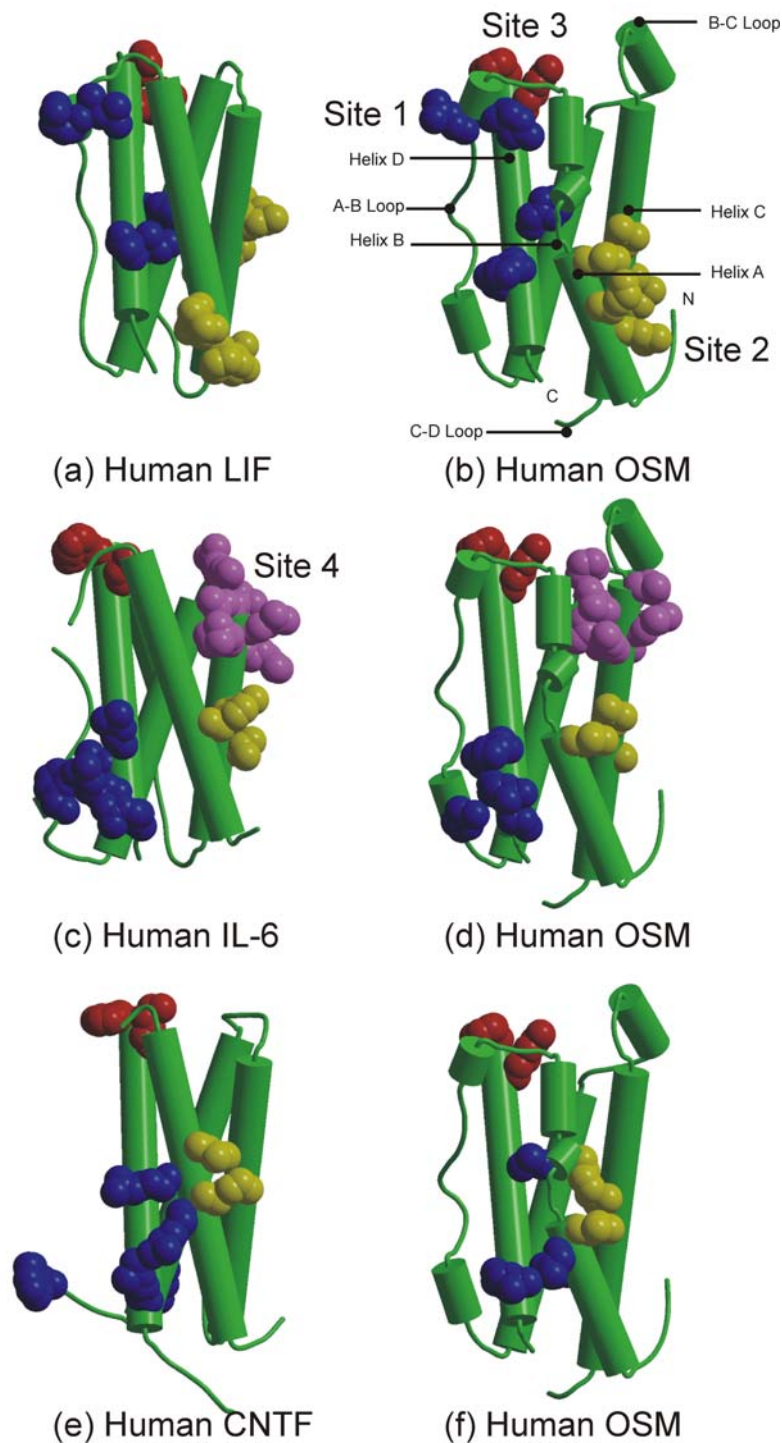 Site 3
B-C Loop
Site 1
Helix D
A-B Loop
Helix C
Helix B
Helix A
N
Site 2
C
C-D Loop
(a) Human LIF
(b) Human OSM
Site 4
(c) Human IL-6
(d) Human OSM
(e) Human CNTF
(f) Human OSM